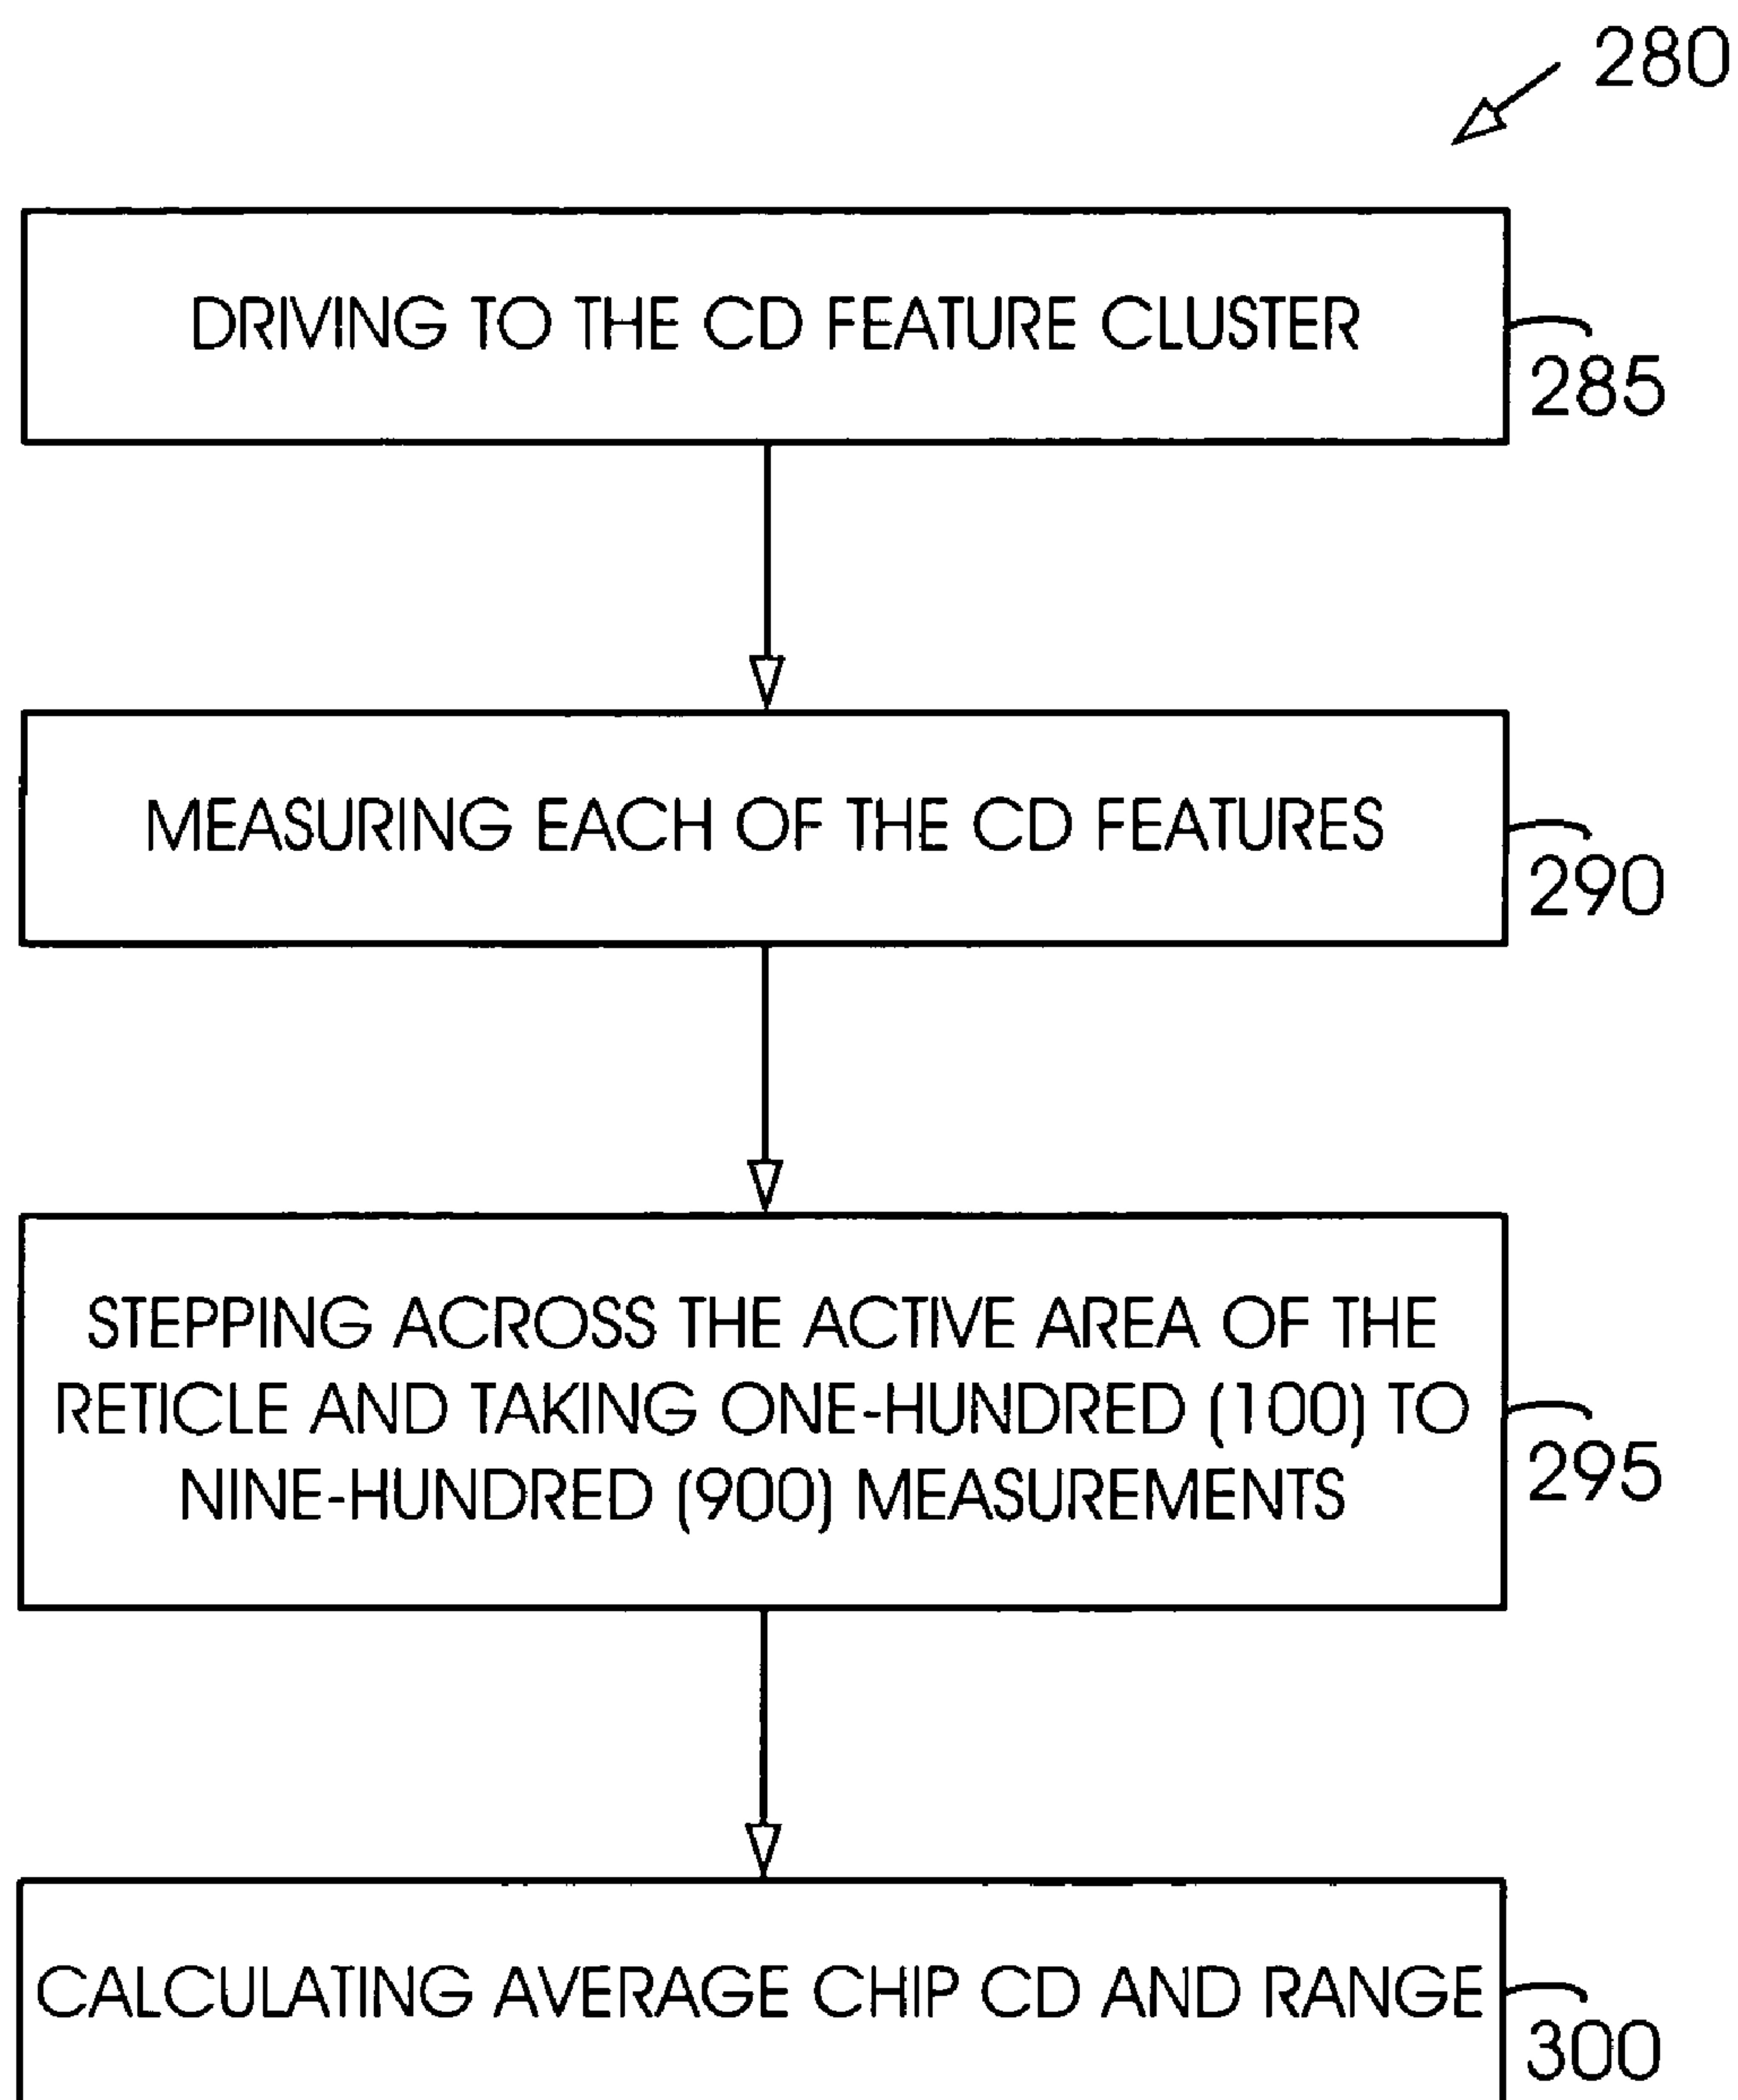 280
DRIVING TO THE CD FEATURE CLUSTER
285
MEASURING EACH OF THE CD FEATURES
290
STEPPING ACROSS THE ACTIVE AREA OF THE
RETICLE AND TAKING ONE-HUNDRED (100) TO
NINE-HUNDRED (900) MEASUREMENTS
295
CALCULATING AVERAGE CHIP CD AND RANGE
300